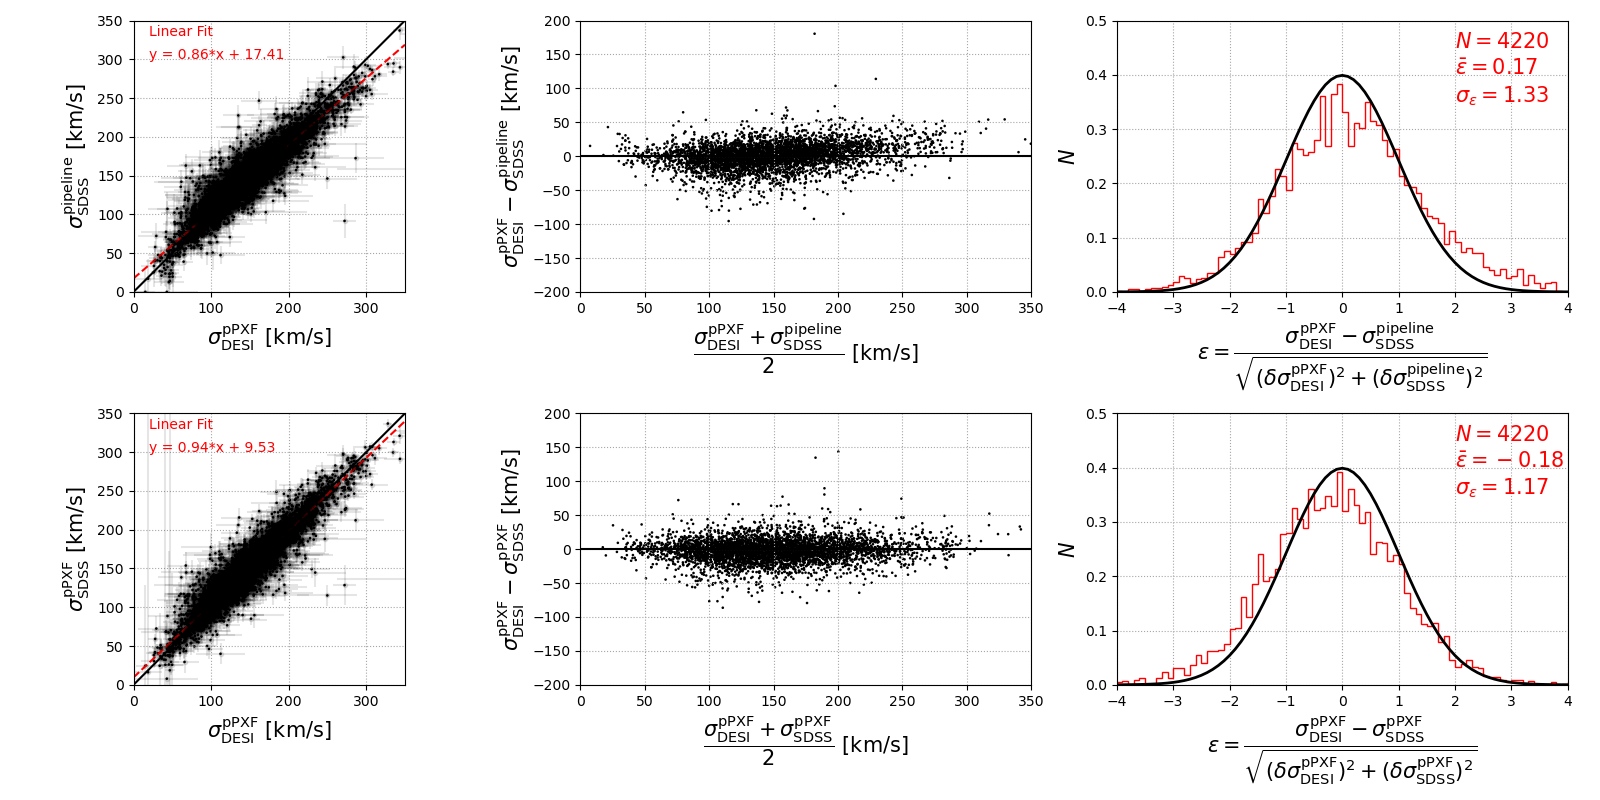 350
300
250
200
150
100
50
0
0 100 200 300
Linear Fit
y = 0.86*x + 17.41
σ_SDSS^pipeline [km/s]
σ_DESI^pPXF [km/s]
200
150
100
50
0
−50
−100
−150
−200
0 50 100 150 200 250 300 350
σ_DESI^pPXF − σ_SDSS^pipeline [km/s]
(σ_DESI^pPXF + σ_SDSS^pipeline) / 2 [km/s]
0.5
0.4
0.3
0.2
0.1
0.0
−4 −3 −2 −1 0 1 2 3 4
N
N = 4220
ε̄ = 0.17
σ_ε = 1.33
ε = (σ_DESI^pPXF − σ_SDSS^pipeline) / √((δσ_DESI^pPXF)² + (δσ_SDSS^pipeline)²)
350
300
250
200
150
100
50
0
0 100 200 300
Linear Fit
y = 0.94*x + 9.53
σ_SDSS^pPXF [km/s]
σ_DESI^pPXF [km/s]
200
150
100
50
0
−50
−100
−150
−200
0 50 100 150 200 250 300 350
σ_DESI^pPXF − σ_SDSS^pPXF [km/s]
(σ_DESI^pPXF + σ_SDSS^pPXF) / 2 [km/s]
0.5
0.4
0.3
0.2
0.1
0.0
−4 −3 −2 −1 0 1 2 3 4
N
N = 4220
ε̄ = −0.18
σ_ε = 1.17
ε = (σ_DESI^pPXF − σ_SDSS^pPXF) / √((δσ_DESI^pPXF)² + (δσ_SDSS^pPXF)²)